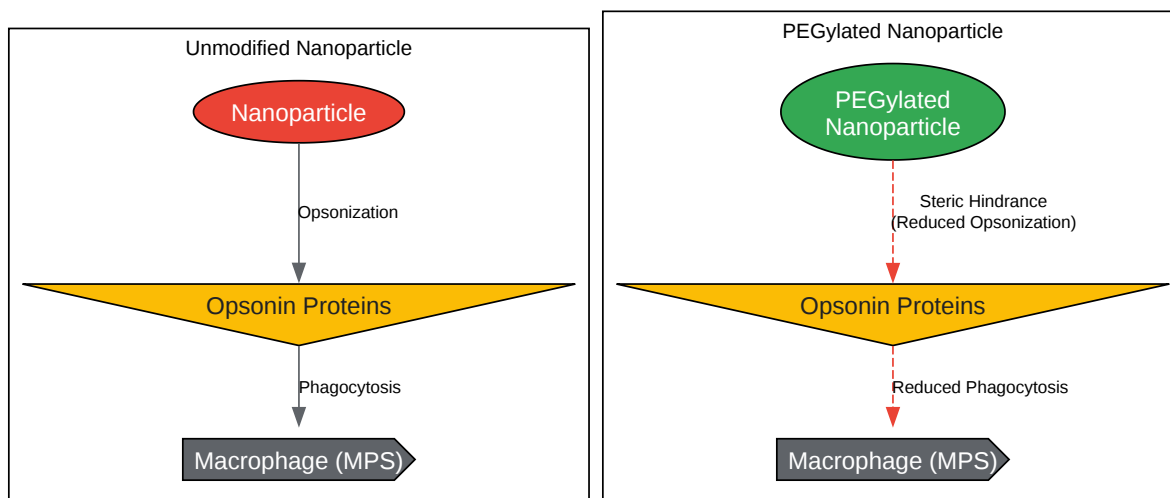 Unmodified Nanoparticle
Nanoparticle
Opsonization
Opsonin Proteins
Phagocytosis
Macrophage (MPS)
PEGylated Nanoparticle
PEGylated
Nanoparticle
Steric Hindrance
(Reduced Opsonization)
Opsonin Proteins
Reduced Phagocytosis
Macrophage (MPS)